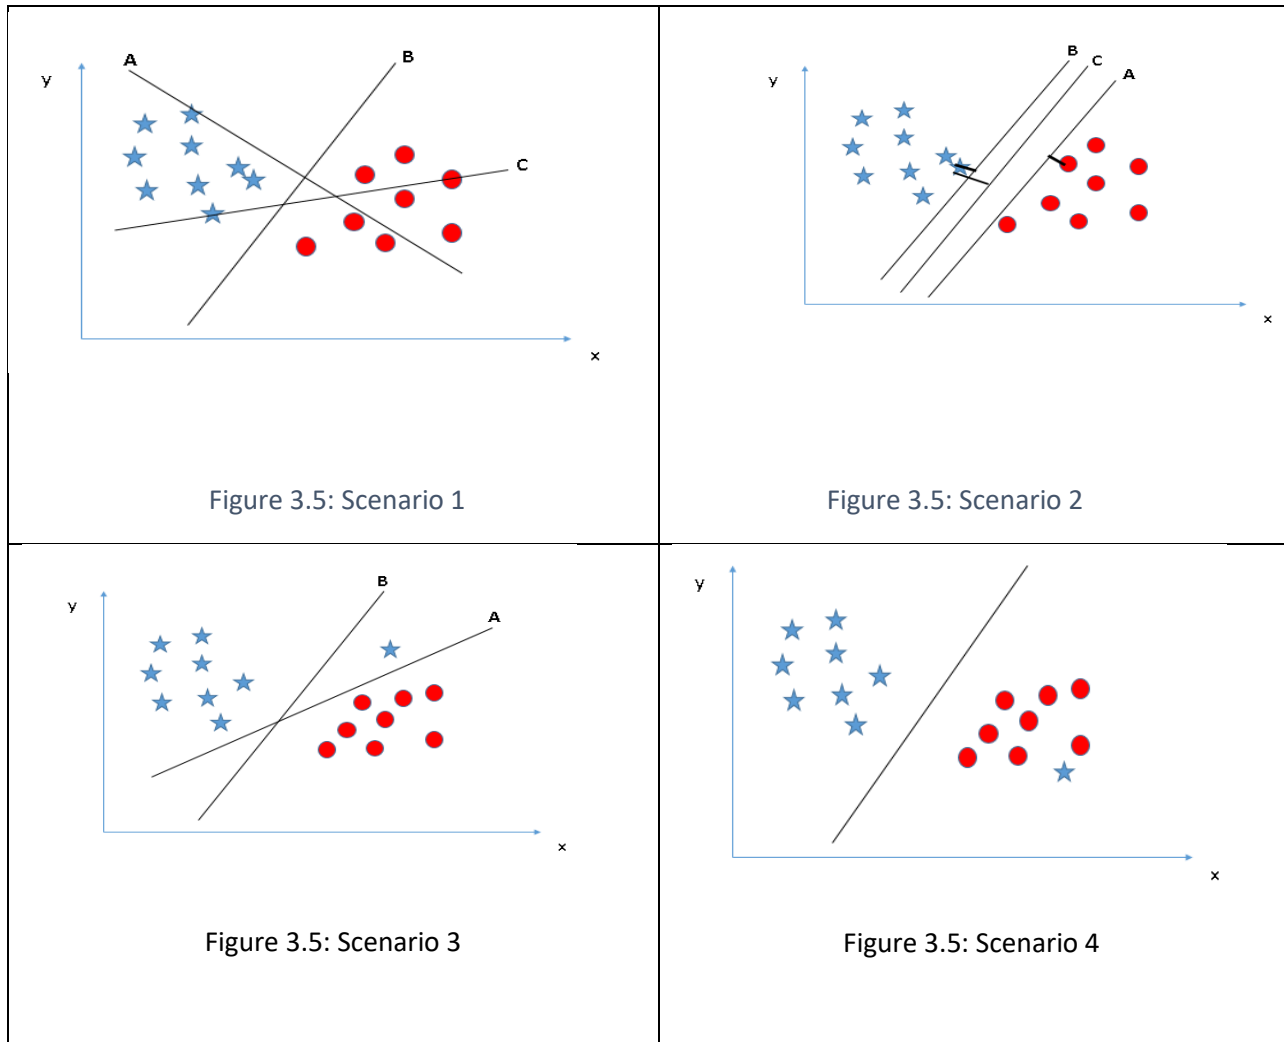 A
B
y
C
x
Figure 3.5: Scenario 1
B
C
A
y
x
Figure 3.5: Scenario 2
B
A
y
x
Figure 3.5: Scenario 3
y
x
Figure 3.5: Scenario 4